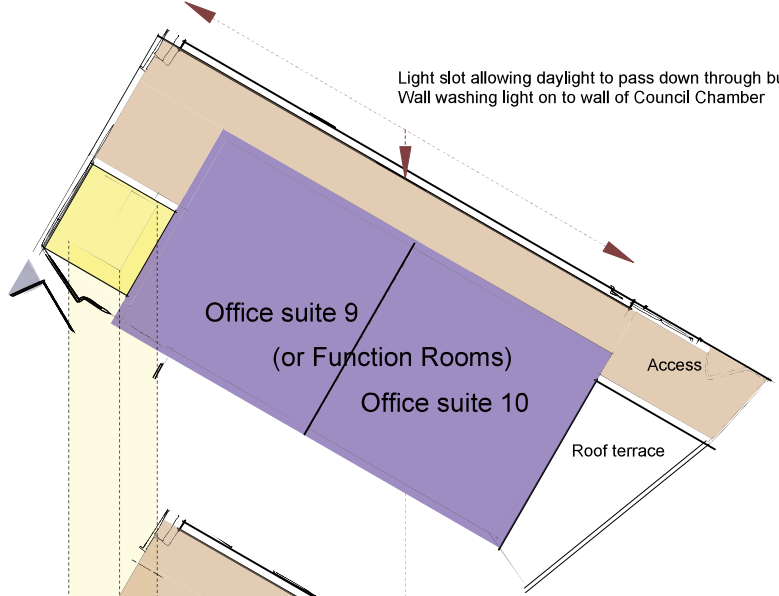 Light slot allowing daylight to pass down through
Wall washing light on to wall of Council Chamber
Office suite 9
(or Function Rooms)
Access
Office suite 10
Roof terrace